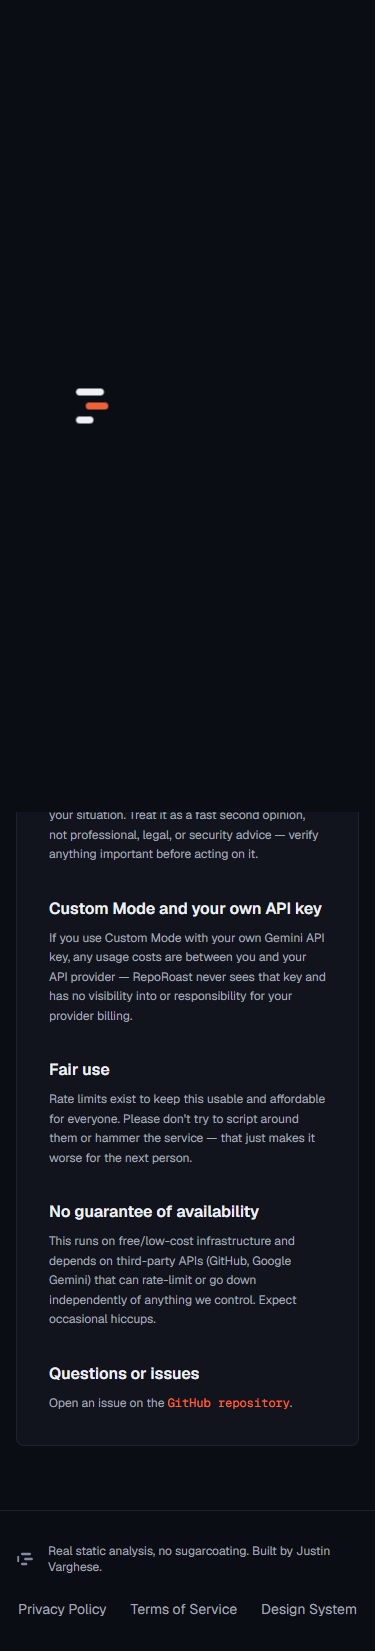 your situation. Treat it as a fast second opinion,
not professional, legal, or security advice — verify
anything important before acting on it.
Custom Mode and your own API key
If you use Custom Mode with your own Gemini API
key, any usage costs are between you and your
API provider — RepoRoast never sees that key and
has no visibility into or responsibility for your
provider billing.
Fair use
Rate limits exist to keep this usable and affordable
for everyone. Please don't try to script around
them or hammer the service — that just makes it
worse for the next person.
No guarantee of availability
This runs on free/low-cost infrastructure and
depends on third-party APIs (GitHub, Google
Gemini) that can rate-limit or go down
independently of anything we control. Expect
occasional hiccups.
Questions or issues
Open an issue on the GitHub repository.
Real static analysis, no sugarcoating. Built by Justin
Varghese.
Privacy Policy Terms of Service Design System